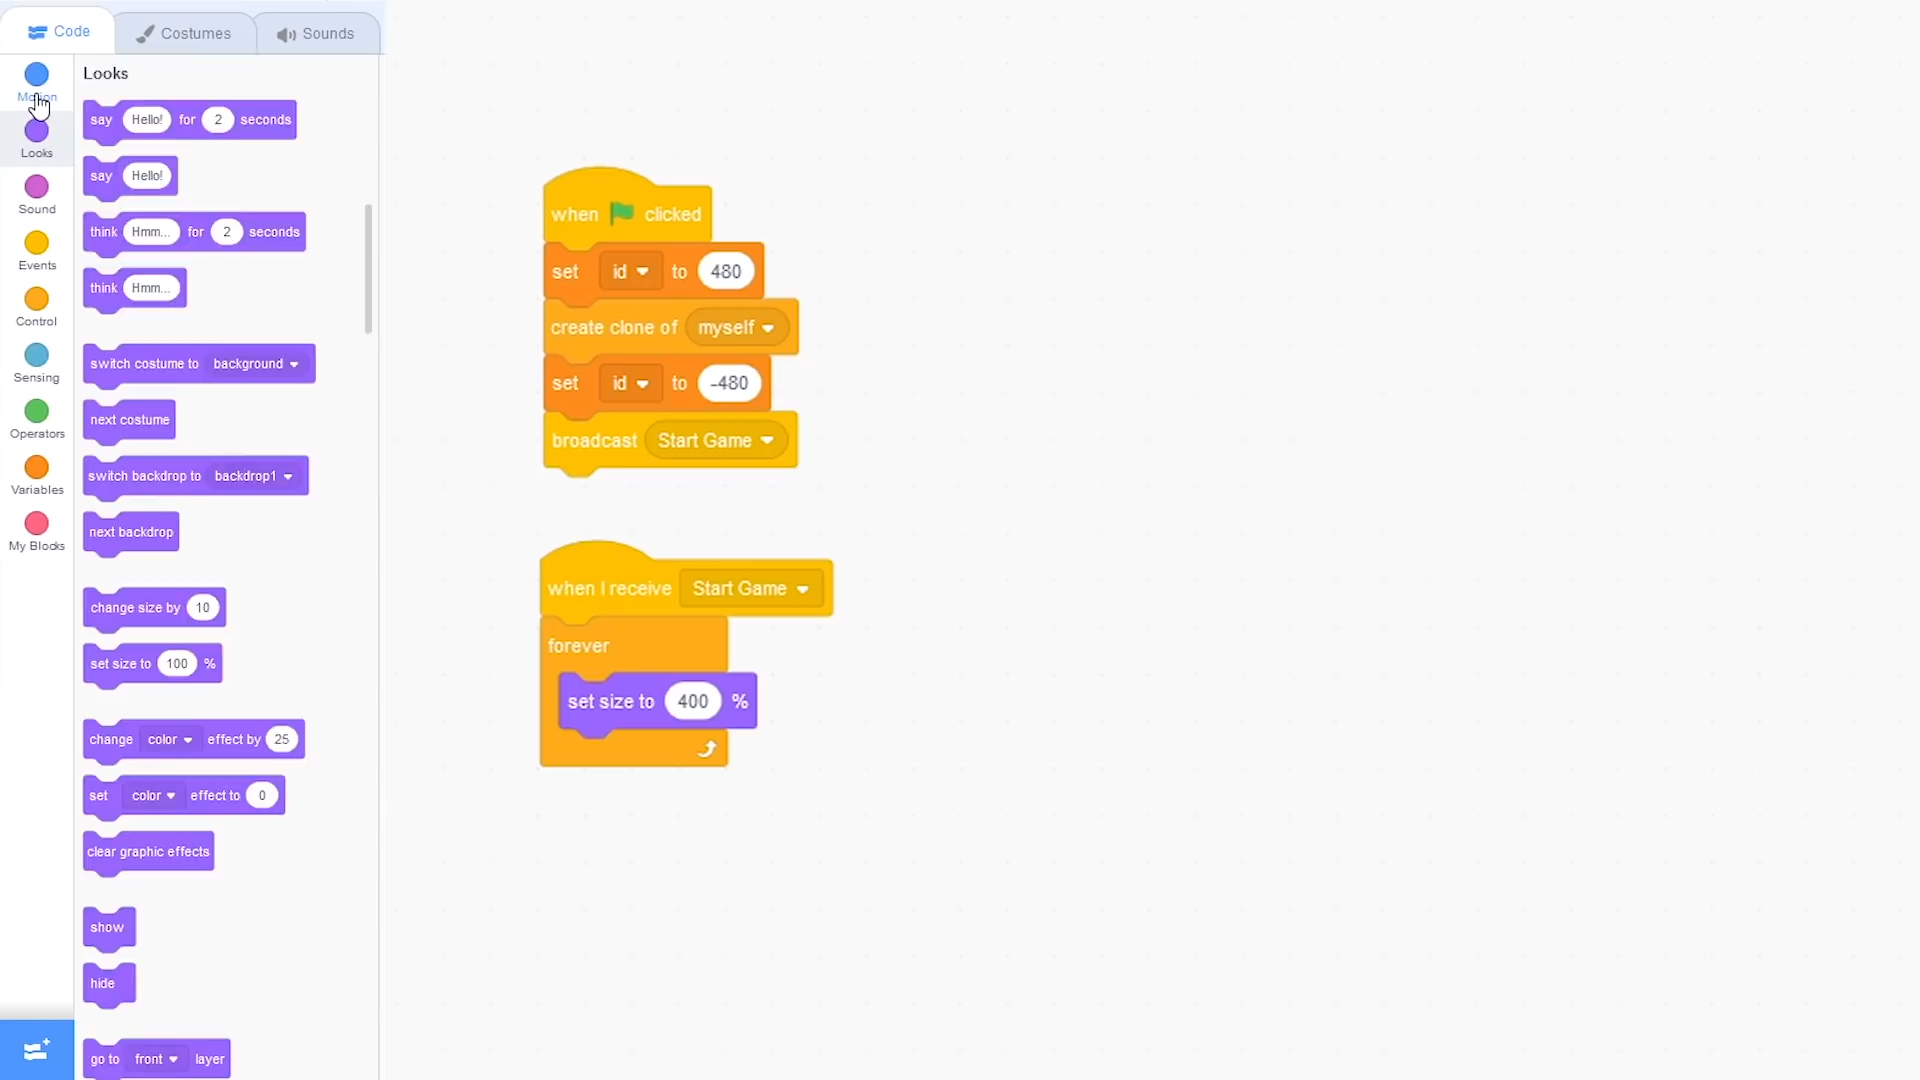 Code
Costumes
Sounds
Motion
Looks
Sound
Events
Control
Sensing
Operators
Variables
My Blocks
Looks
say Hello! for 2 seconds
say Hello!
think Hmm... for 2 seconds
think Hmm...
switch costume to background
next costume
switch backdrop to backdrop1
next backdrop
change size by 10
set size to 100 %
change color effect by 25
set color effect to 0
clear graphic effects
show
hide
go to front layer
when clicked
set id to 480
create clone of myself
set id to -480
broadcast Start Game
when I receive Start Game
forever
set size to 400 %